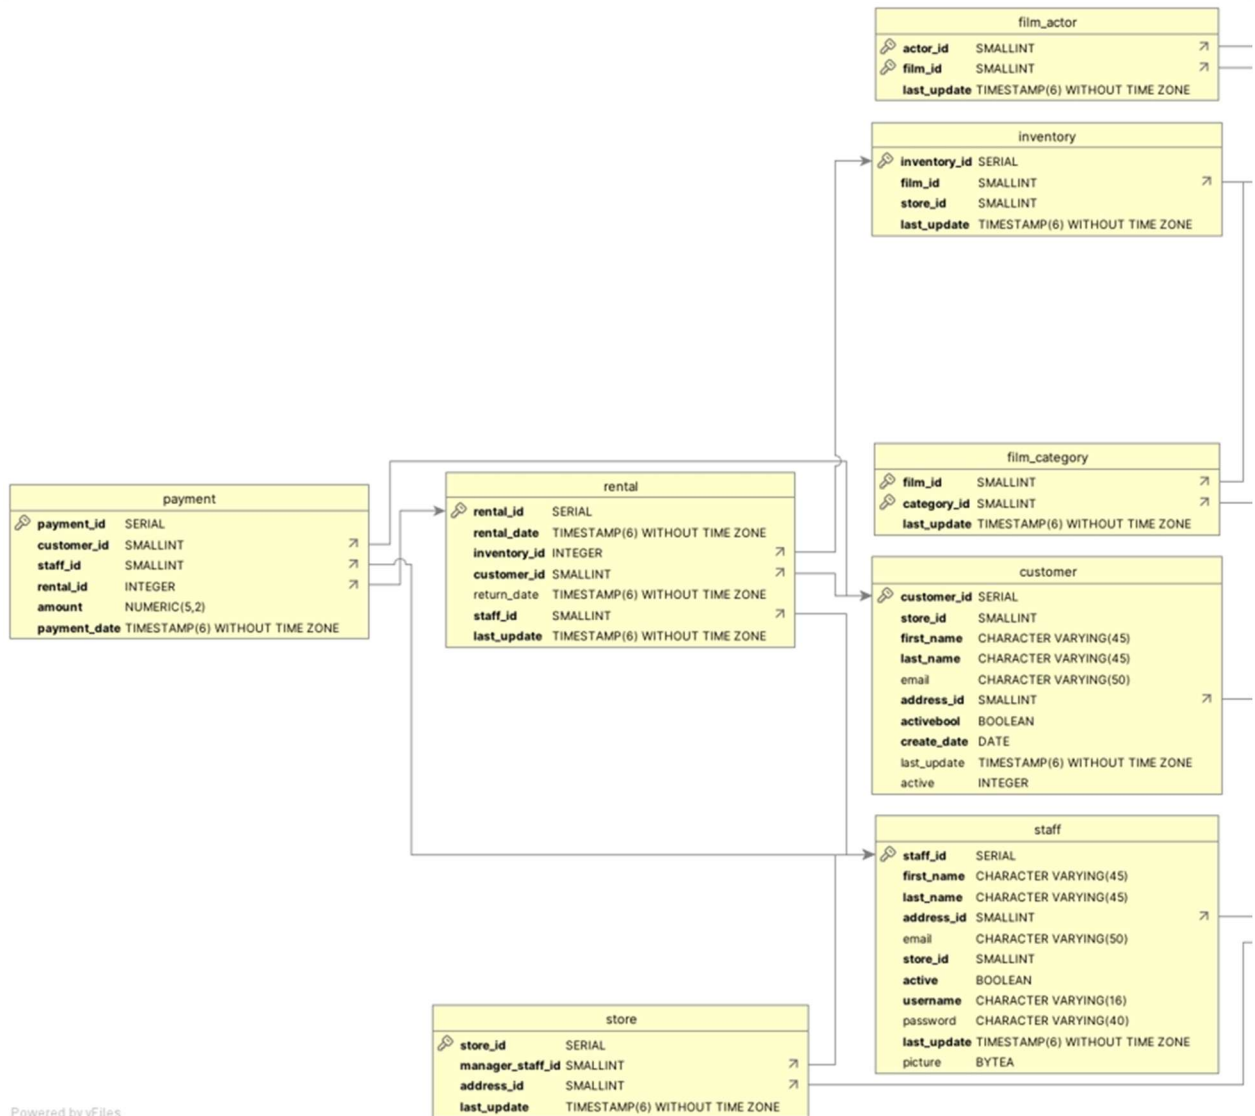 film_actor
actor_id SMALLINT
film_id SMALLINT
last_update TIMESTAMP(6) WITHOUT TIME ZONE
inventory
inventory_id SERIAL
film_id SMALLINT
store_id SMALLINT
last_update TIMESTAMP(6) WITHOUT TIME ZONE
payment
payment_id SERIAL
customer_id SMALLINT
staff_id SMALLINT
rental_id INTEGER
amount NUMERIC(5,2)
payment_date TIMESTAMP(6) WITHOUT TIME ZONE
rental
rental_id SERIAL
rental_date TIMESTAMP(6) WITHOUT TIME ZONE
inventory_id INTEGER
customer_id SMALLINT
return_date TIMESTAMP(6) WITHOUT TIME ZONE
staff_id SMALLINT
last_update TIMESTAMP(6) WITHOUT TIME ZONE
film_category
film_id SMALLINT
category_id SMALLINT
last_update TIMESTAMP(6) WITHOUT TIME ZONE
customer
customer_id SERIAL
store_id SMALLINT
first_name CHARACTER VARYING(45)
last_name CHARACTER VARYING(45)
email CHARACTER VARYING(50)
address_id SMALLINT
activebool BOOLEAN
create_date DATE
last_update TIMESTAMP(6) WITHOUT TIME ZONE
active INTEGER
staff
staff_id SERIAL
first_name CHARACTER VARYING(45)
last_name CHARACTER VARYING(45)
address_id SMALLINT
email CHARACTER VARYING(50)
store_id SMALLINT
active BOOLEAN
username CHARACTER VARYING(16)
password CHARACTER VARYING(40)
last_update TIMESTAMP(6) WITHOUT TIME ZONE
picture BYTEA
store
store_id SERIAL
manager_staff_id SMALLINT
address_id SMALLINT
last_update TIMESTAMP(6) WITHOUT TIME ZONE
Powered by yFiles